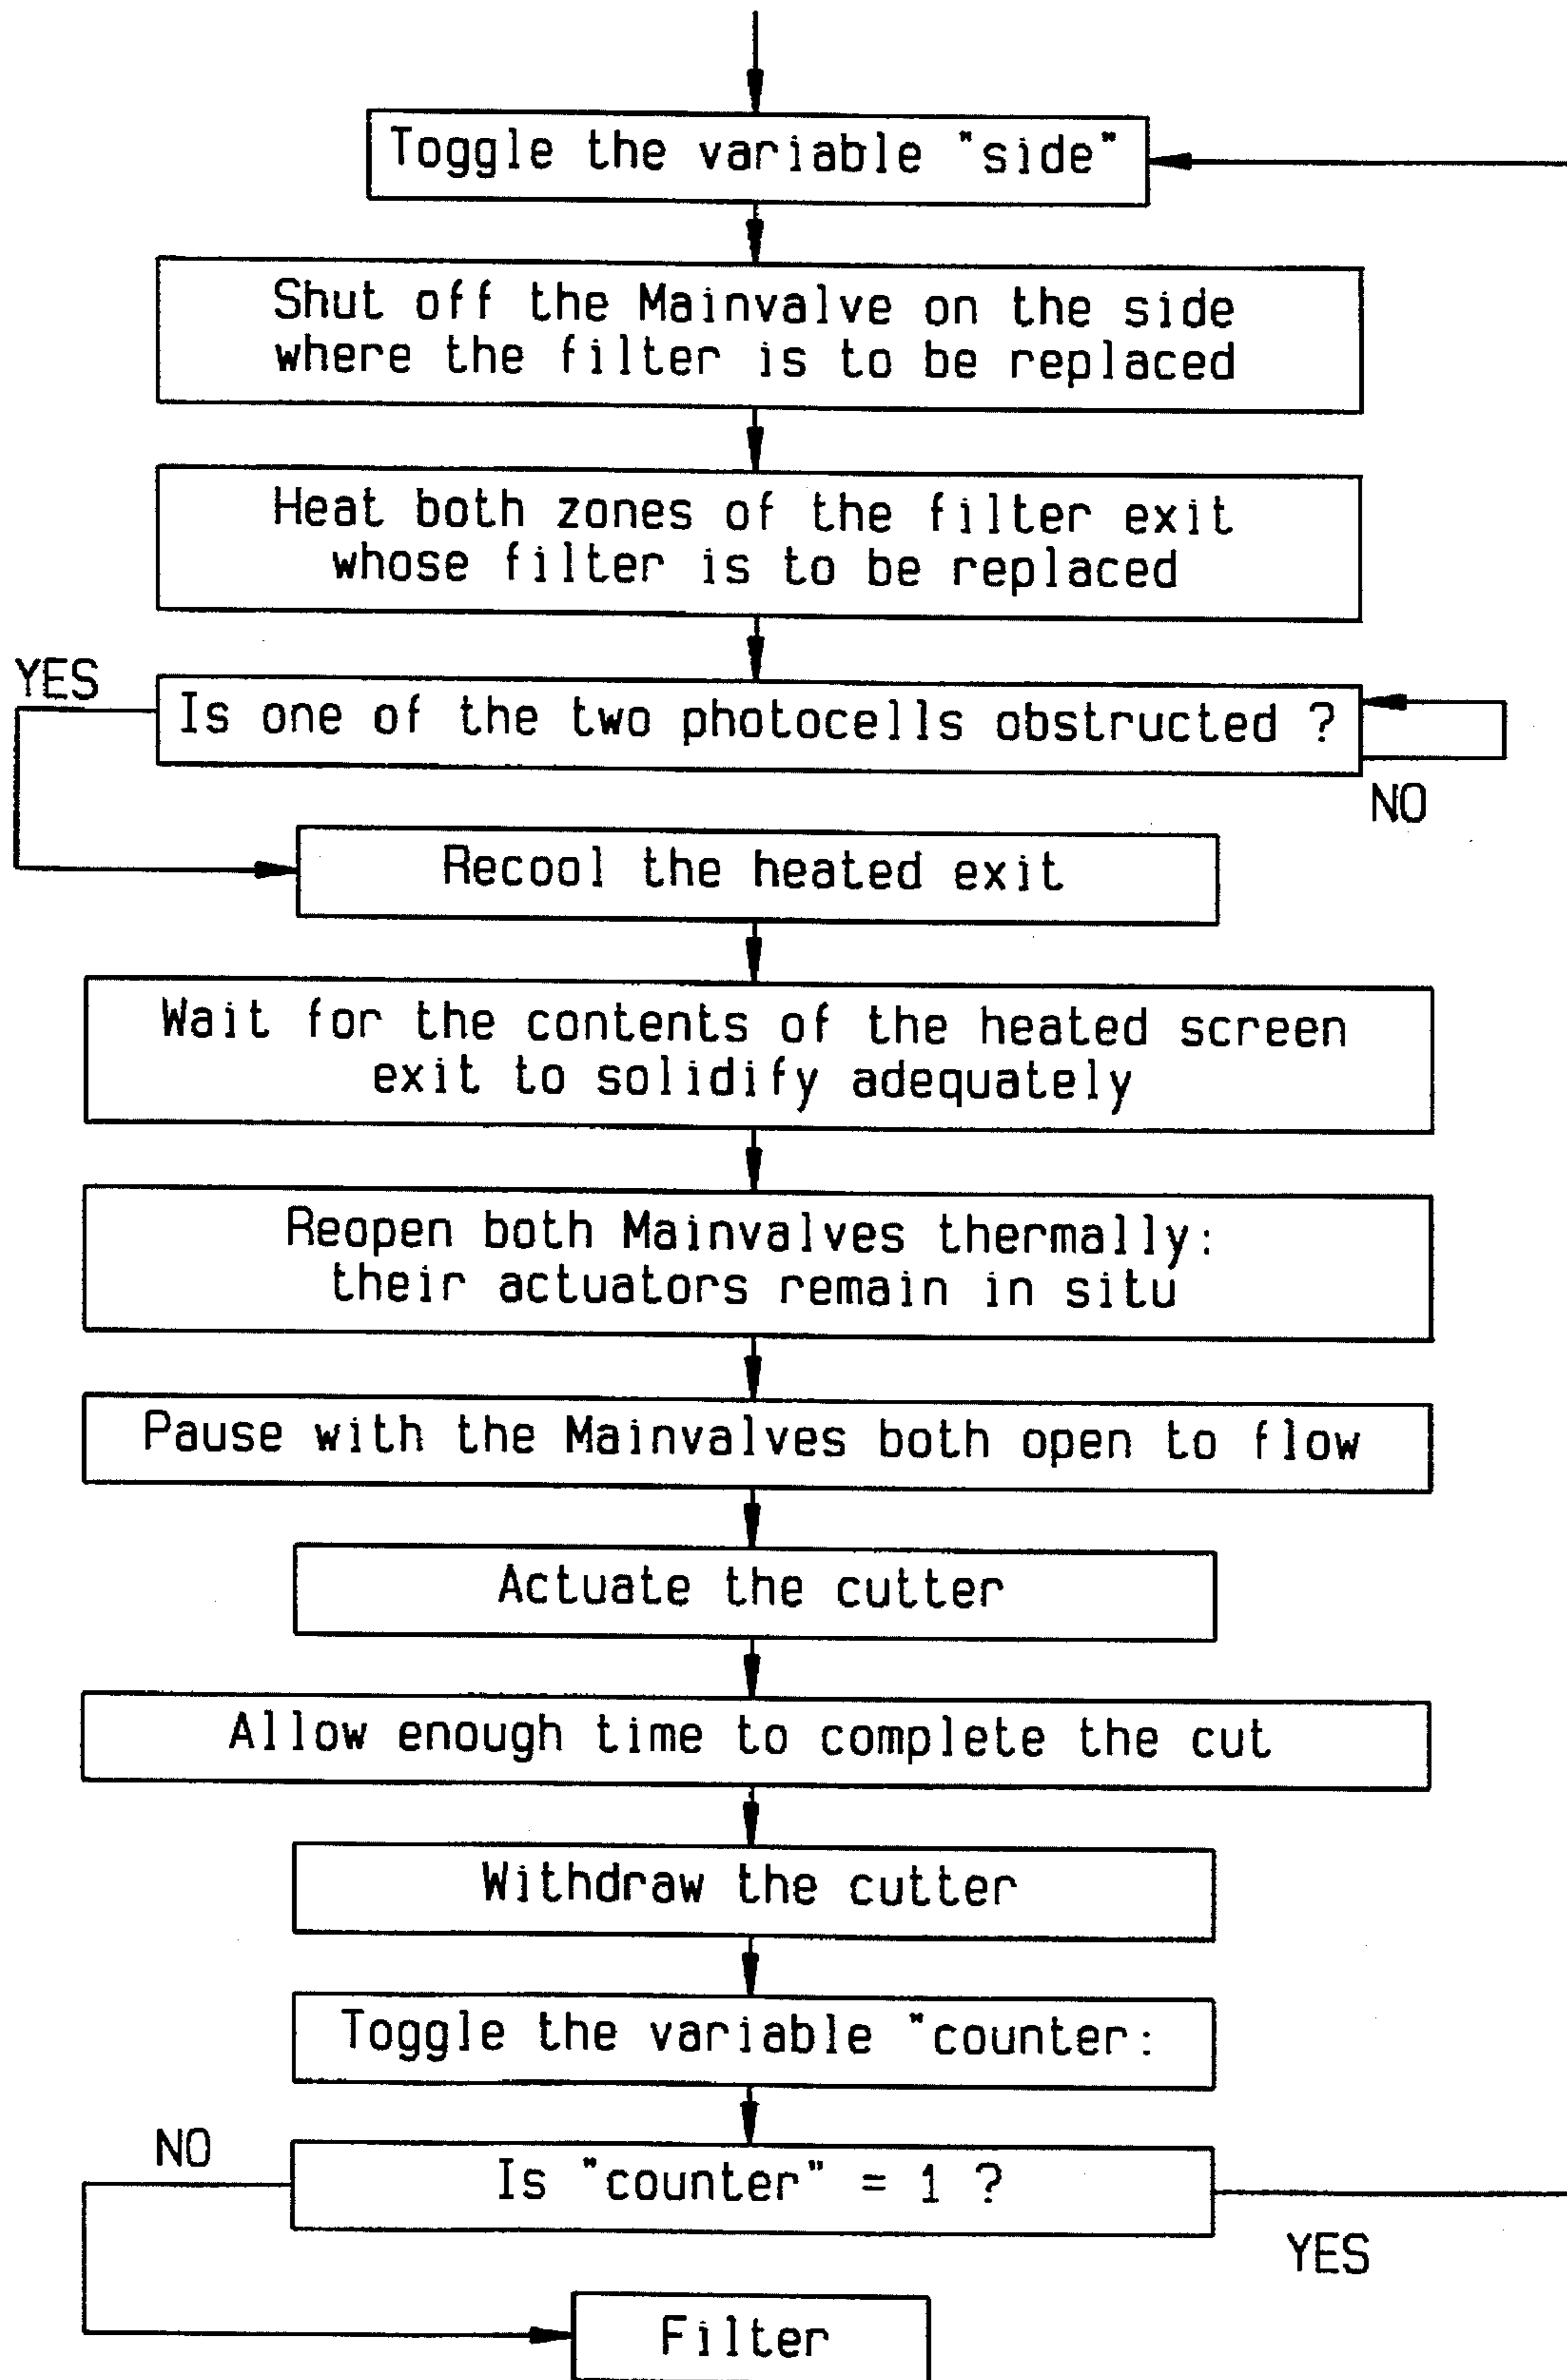 Toggle the variable "side"
Shut off the Mainvalve on the side
where the filter is to be replaced
Heat both zones of the filter exit
whose filter is to be replaced
YES
Is one of the two photocells obstructed ?
NO
Recool the heated exit
Wait for the contents of the heated screen
exit to solidify adequately
Reopen both Mainvalves thermally:
their actuators remain in situ
Pause with the Mainvalves both open to flow
Actuate the cutter
Allow enough time to complete the cut
Withdraw the cutter
Toggle the variable "counter:
NO
Is "counter" = 1 ?
YES
Filter